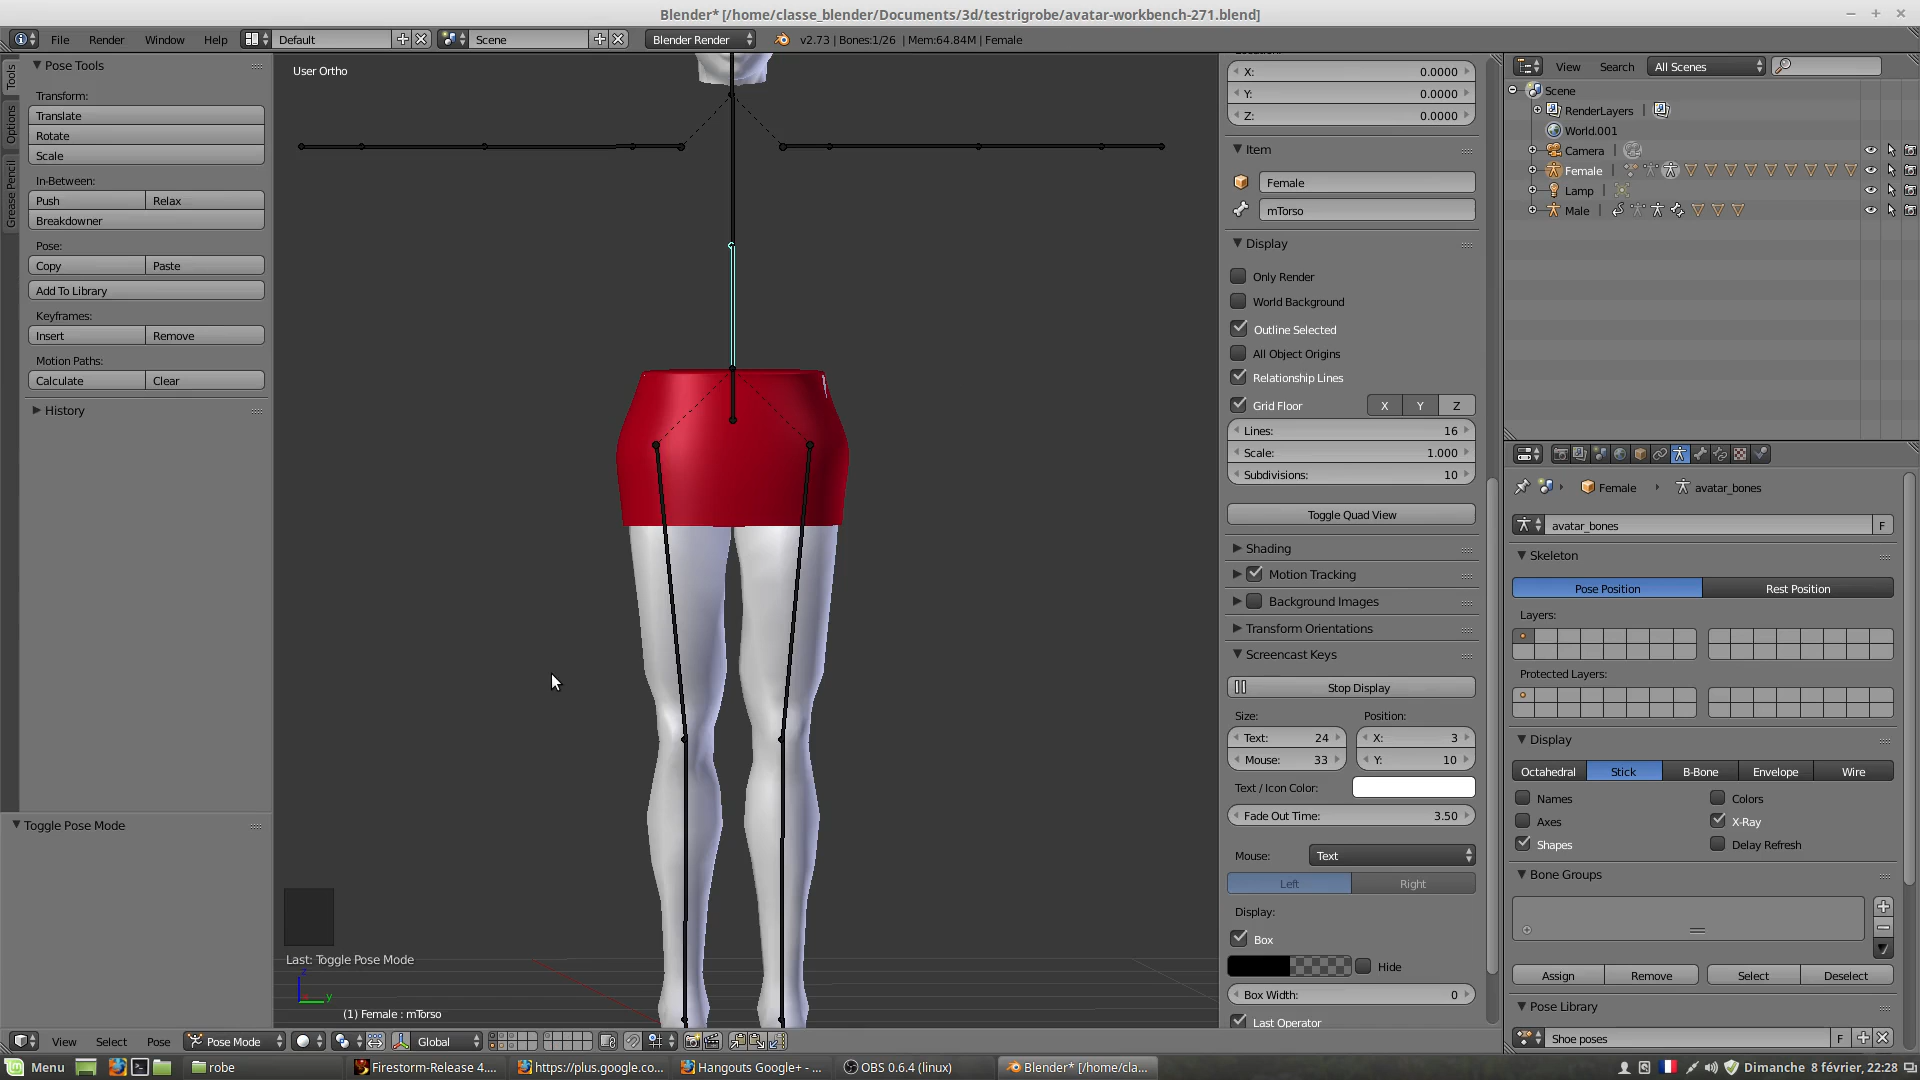 Blender* [/home/classe_blender/Documents/3d/testrigrobe/avatar-workbench-271.blend]
File Render Window Help Default Scene Blender Render v2.73 | Bones:1/26 | Mem:64.84M | Female
Tools
Options
Grease Pencil
Pose Tools
Transform:
Translate
Rotate
Scale
In-Between:
Push Relax
Breakdowner
Pose:
Copy Paste
Add To Library
Keyframes:
Insert Remove
Motion Paths:
Calculate Clear
History
Toggle Pose Mode
User Ortho
Last: Toggle Pose Mode
z
y
(1) Female : mTorso
X: 0.0000
Y: 0.0000
Z: 0.0000
Item
Female
mTorso
Display
Only Render
World Background
Outline Selected
All Object Origins
Relationship Lines
Grid Floor X Y Z
Lines: 16
Scale: 1.000
Subdivisions: 10
Toggle Quad View
Shading
Motion Tracking
Background Images
Transform Orientations
Screencast Keys
Stop Display
Size: Position:
Text: 24 X: 3
Mouse: 33 Y: 10
Text / Icon Color:
Fade Out Time: 3.50
Mouse: Text
Left Right
Display:
Box
Hide
Box Width: 0
Last Operator
View Search All Scenes
Scene
RenderLayers |
World.001
Camera |
Female |
Lamp |
Male |
Female avatar_bones
avatar_bones F
Skeleton
Pose Position Rest Position
Layers:
Protected Layers:
Display
Octahedral Stick B-Bone Envelope Wire
Names Colors
Axes X-Ray
Shapes Delay Refresh
Bone Groups
Assign Remove Select Deselect
Pose Library
Shoe poses F
View Select Pose Pose Mode Global
Menu robe Firestorm-Release 4.... https://plus.google.co... Hangouts Google+ - ... OBS 0.6.4 (linux) Blender* [/home/cla... Dimanche 8 février, 22:28